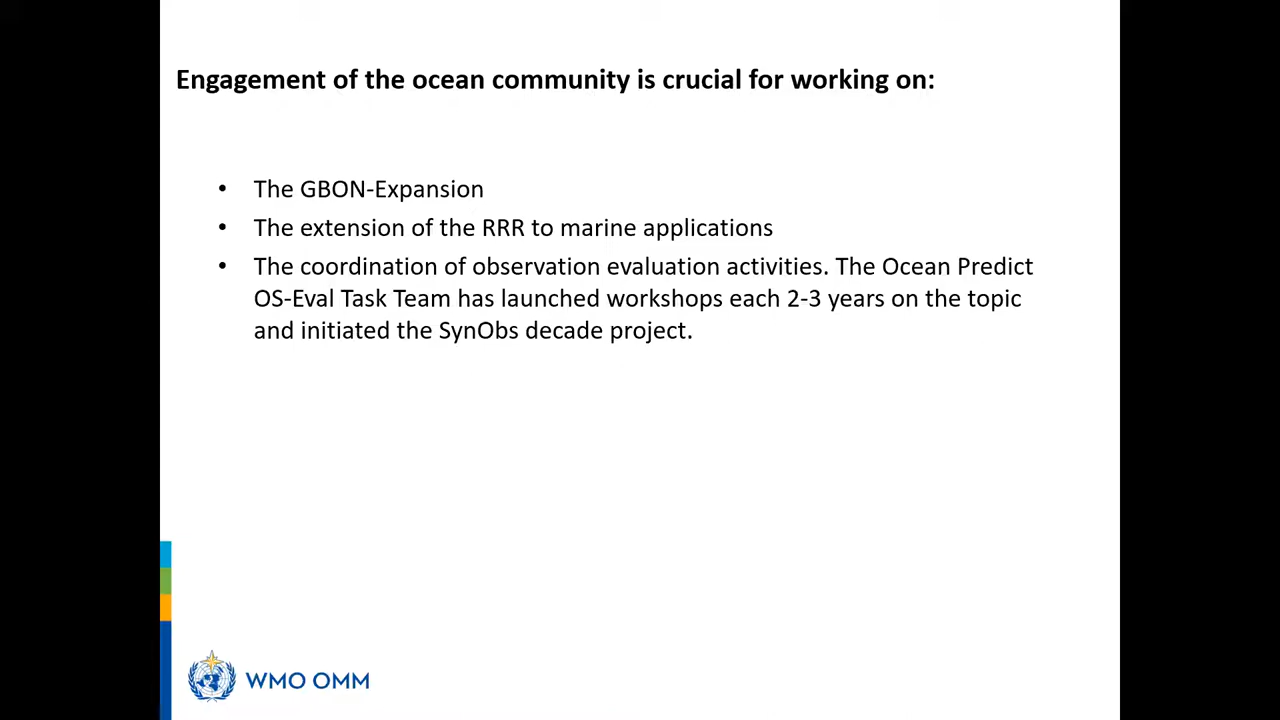 Engagement of the ocean community is crucial for working on:
• The GBON-Expansion
• The extension of the RRR to marine applications
• The coordination of observation evaluation activities. The Ocean Predict
OS-Eval Task Team has launched workshops each 2-3 years on the topic
and initiated the SynObs decade project.
WMO OMM